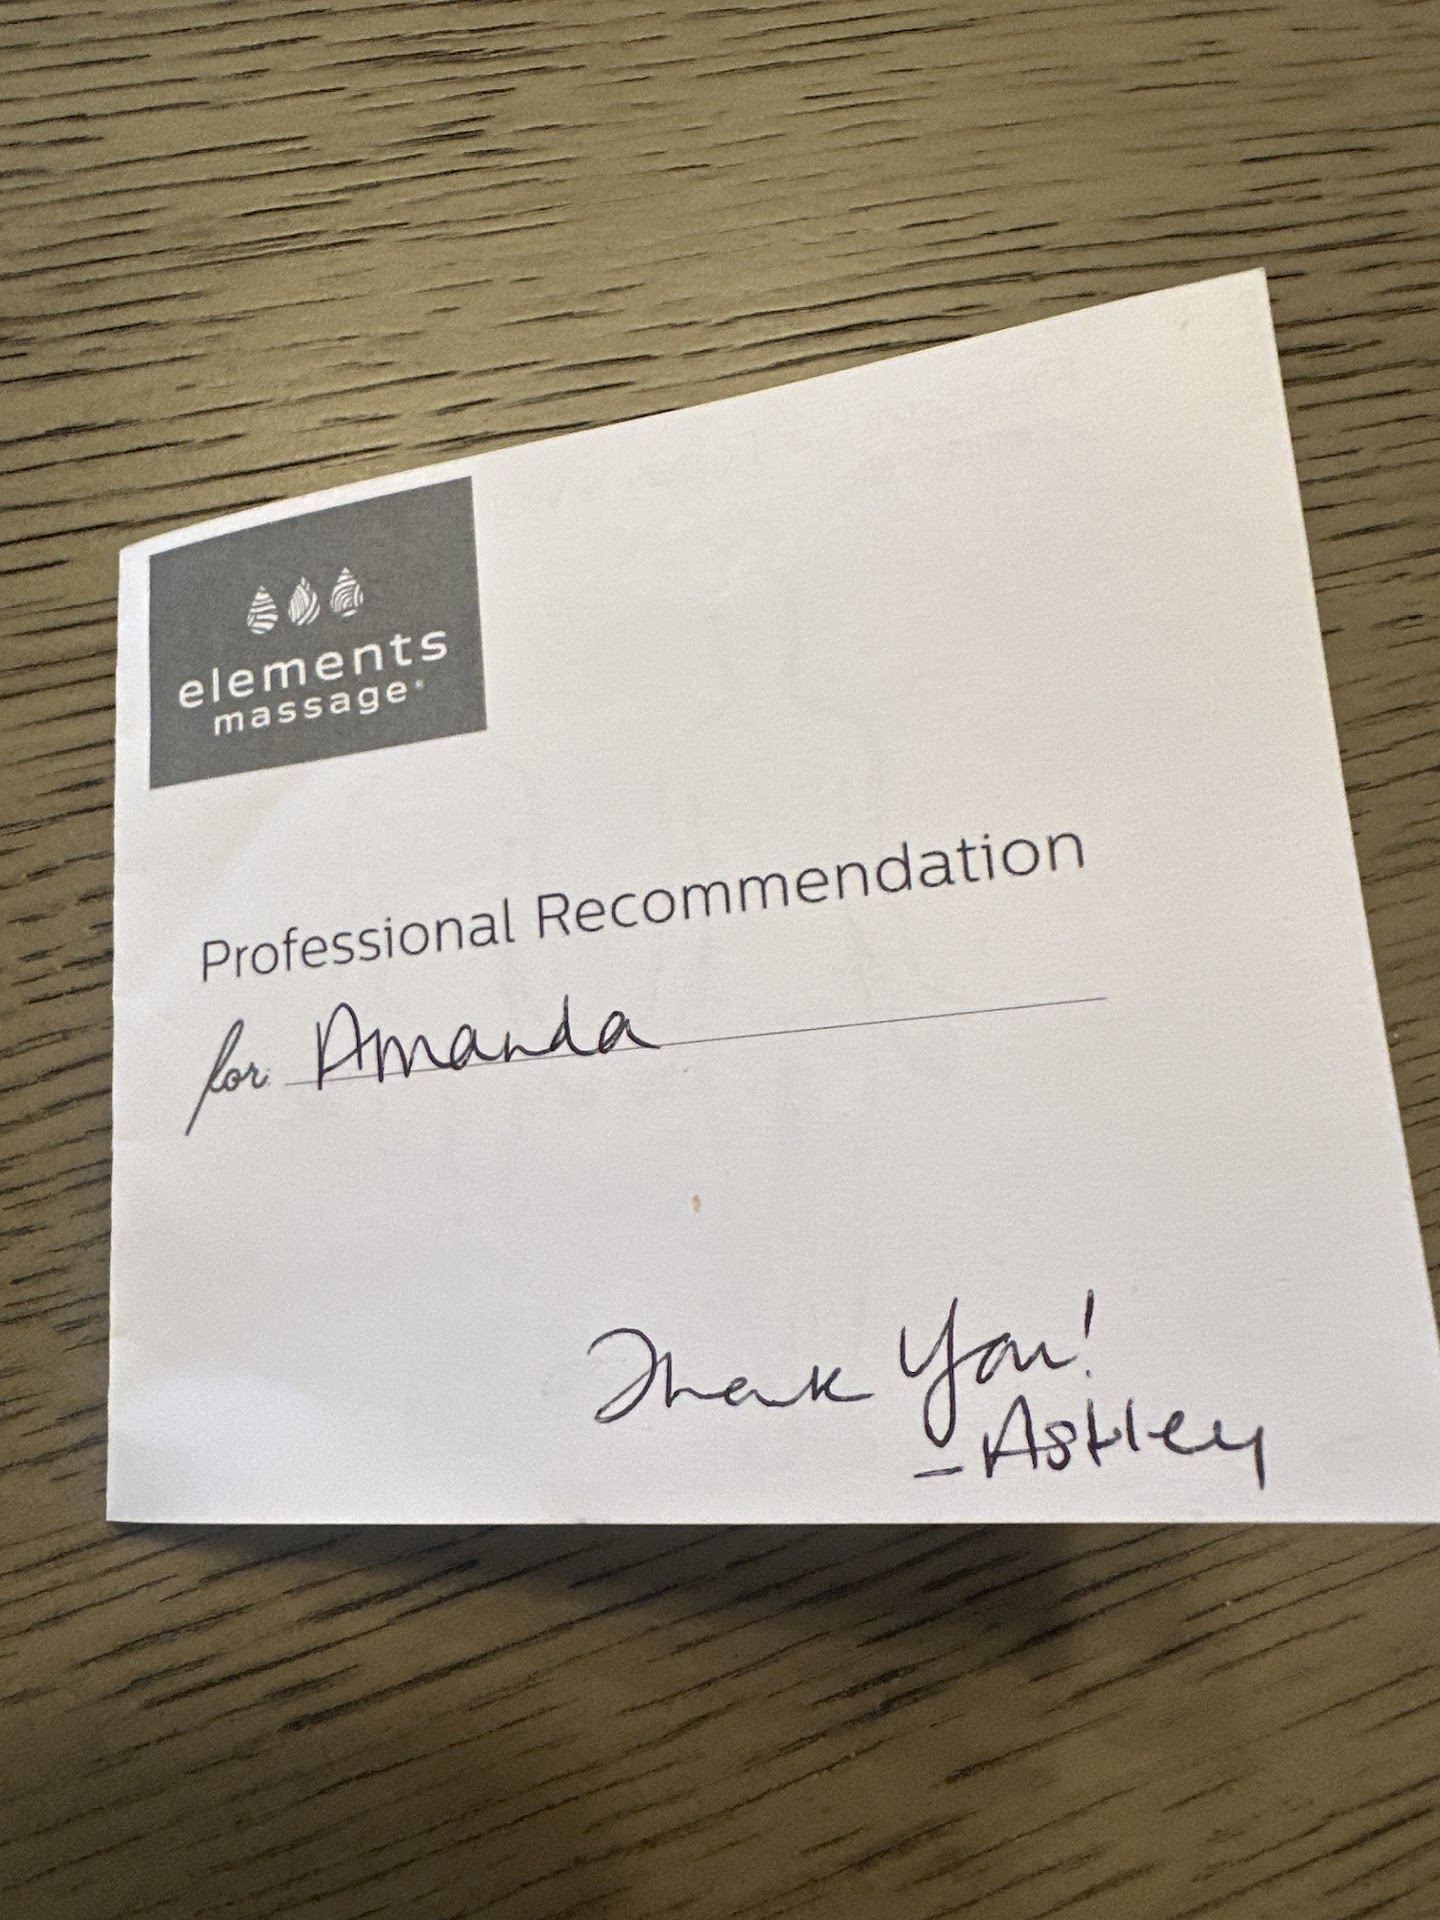 elements
massage®
Professional Recommendation
for Amanda
Thank You!
- Ashley